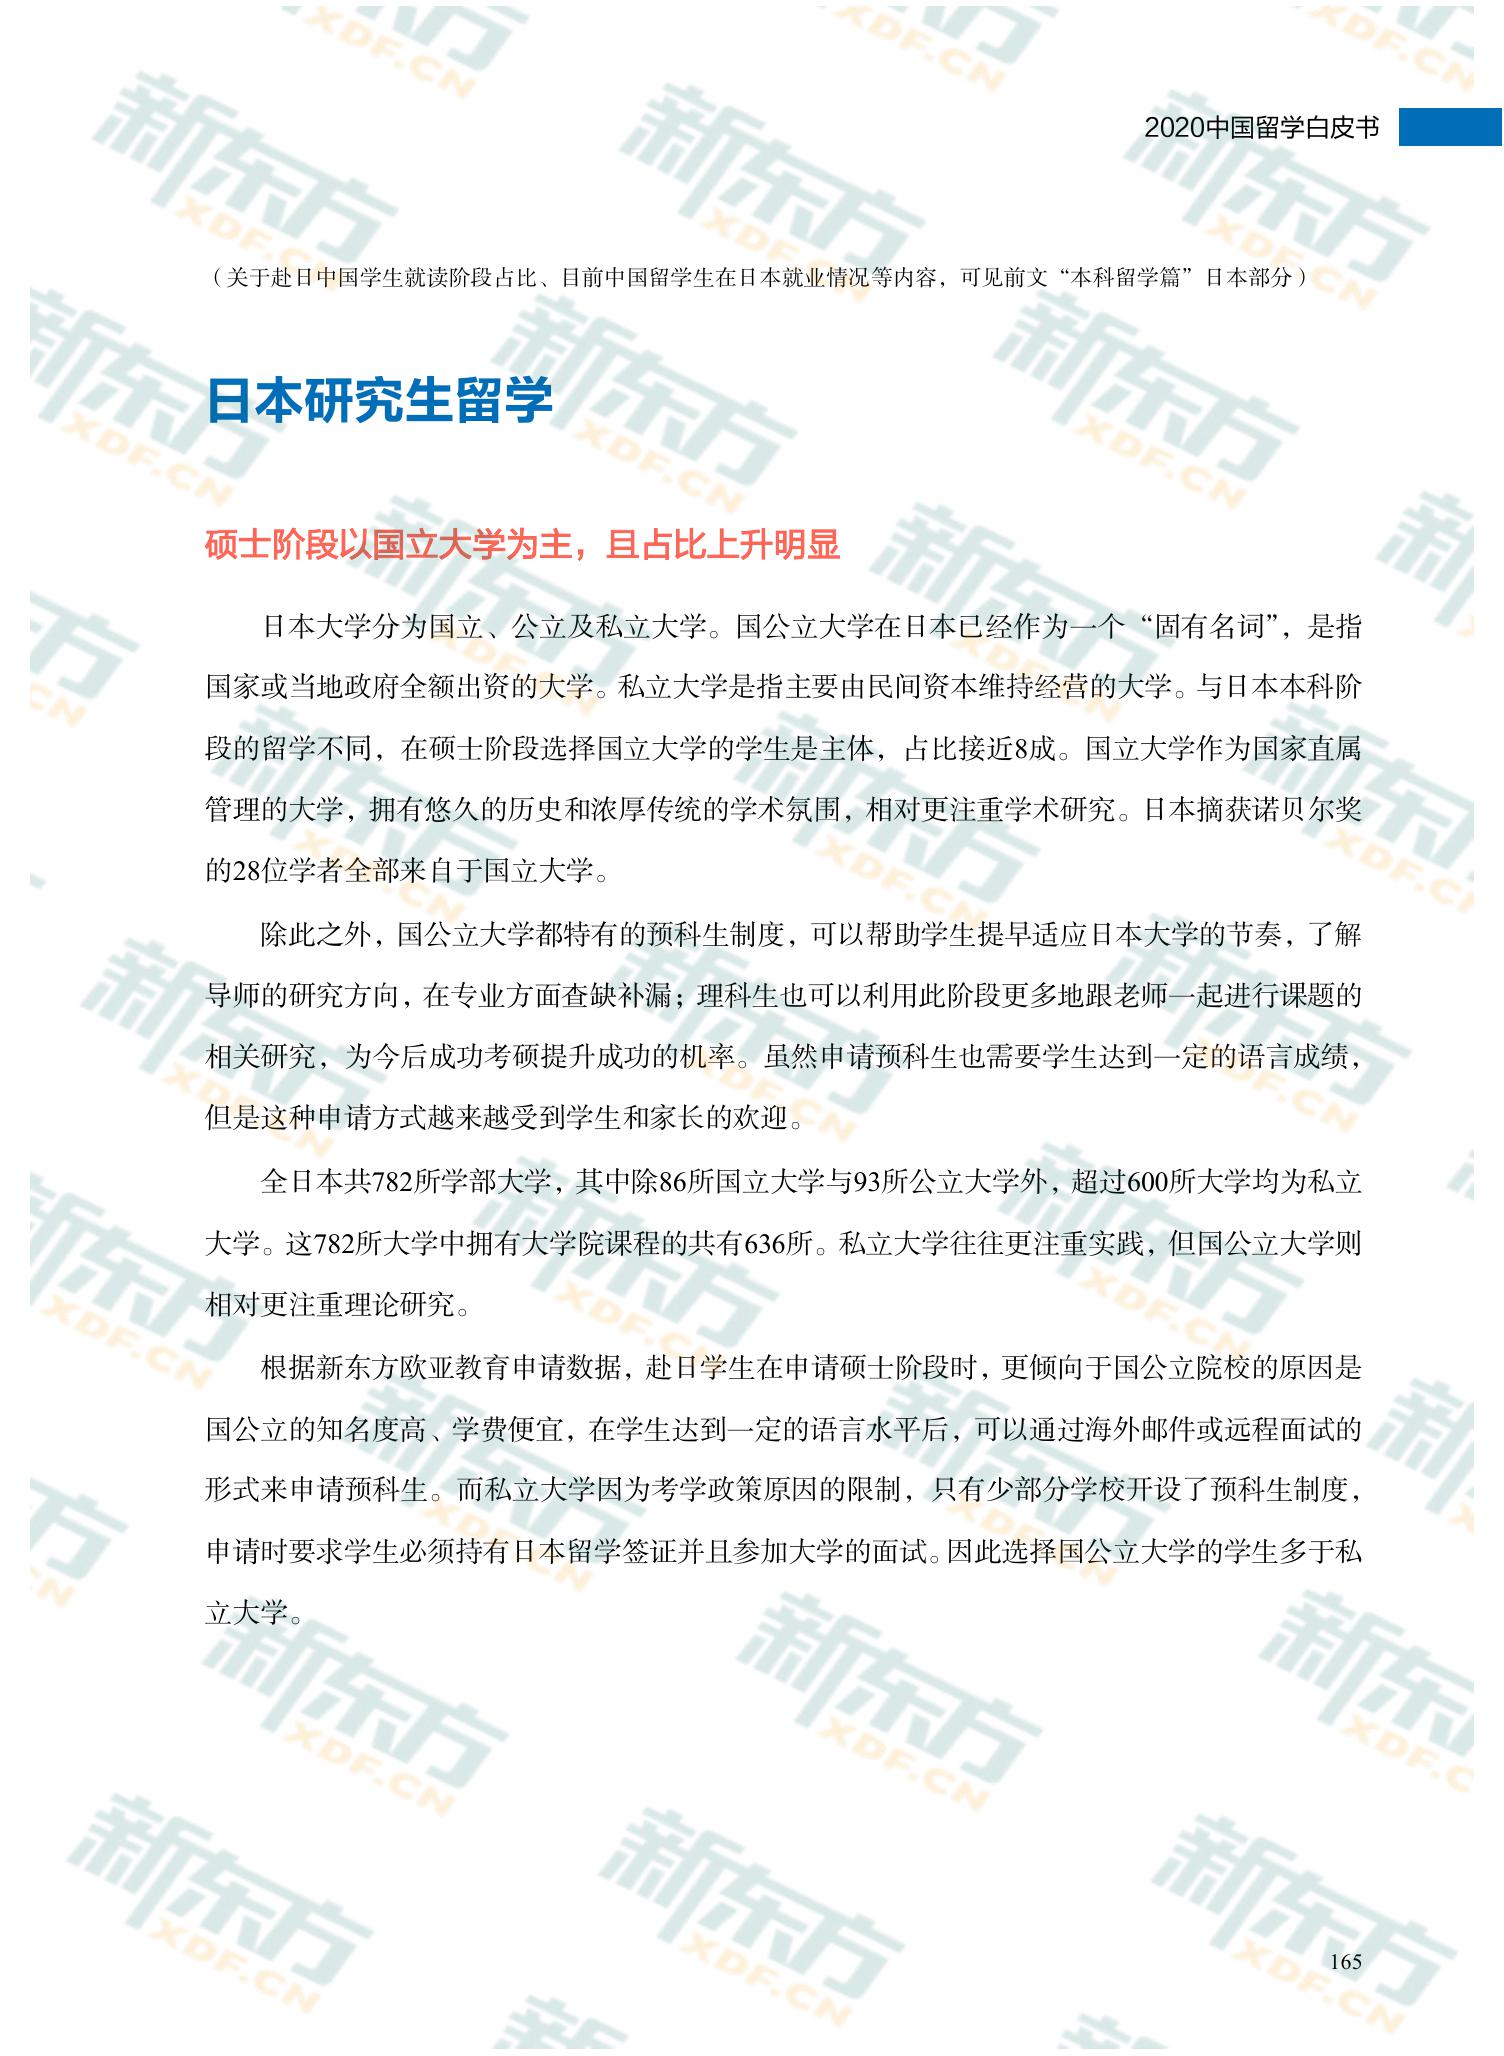 2020中国留学白皮书
（关于赴日中国学生就读阶段占比、目前中国留学生在日本就业情况等内容，可见前文“本科留学篇”日本部分）
日本研究生留学
硕士阶段以国立大学为主，且占比上升明显
日本大学分为国立、公立及私立大学。国公立大学在日本已经作为一个“固有名词”，是指
国家或当地政府全额出资的大学。私立大学是指主要由民间资本维持经营的大学。与日本本科阶
段的留学不同，在硕士阶段选择国立大学的学生是主体，占比接近8成。国立大学作为国家直属
管理的大学，拥有悠久的历史和浓厚传统的学术氛围，相对更注重学术研究。日本摘获诺贝尔奖
的28位学者全部来自于国立大学。
除此之外，国公立大学都特有的预科生制度，可以帮助学生提早适应日本大学的节奏，了解
导师的研究方向，在专业方面查缺补漏；理科生也可以利用此阶段更多地跟老师一起进行课题的
相关研究，为今后成功考硕提升成功的机率。虽然申请预科生也需要学生达到一定的语言成绩，
但是这种申请方式越来越受到学生和家长的欢迎。
全日本共782所学部大学，其中除86所国立大学与93所公立大学外，超过600所大学均为私立
大学。这782所大学中拥有大学院课程的共有636所。私立大学往往更注重实践，但国公立大学则
相对更注重理论研究。
根据新东方欧亚教育申请数据，赴日学生在申请硕士阶段时，更倾向于国公立院校的原因是
国公立的知名度高、学费便宜，在学生达到一定的语言水平后，可以通过海外邮件或远程面试的
形式来申请预科生。而私立大学因为考学政策原因的限制，只有少部分学校开设了预科生制度，
申请时要求学生必须持有日本留学签证并且参加大学的面试。因此选择国公立大学的学生多于私
立大学。
165